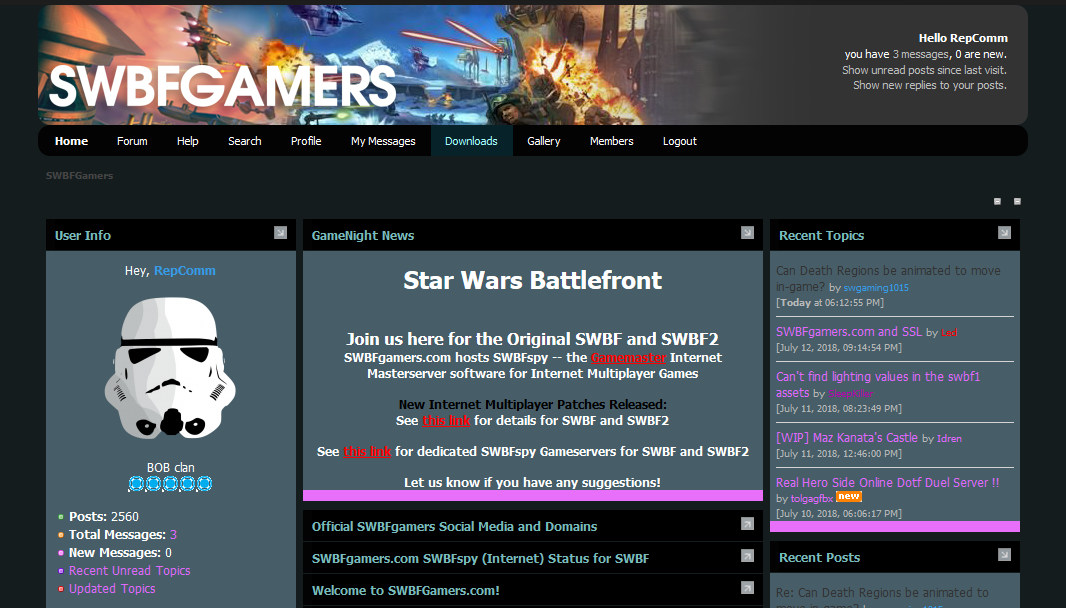 SWBFGAMERS
Hello RepComm
you have 3 messages, 0 are new.
Show unread posts since last visit.
Show new replies to your posts.
Home Forum Help Search Profile My Messages Downloads Gallery Members Logout
SWBFGamers
User Info
Hey, RepComm
BOB clan
Posts: 2560
Total Messages: 3
New Messages: 0
Recent Unread Topics
Updated Topics
GameNight News
Star Wars Battlefront
Join us here for the Original SWBF and SWBF2
SWBFgamers.com hosts SWBFspy -- the Gamemaster Internet
Masterserver software for Internet Multiplayer Games
New Internet Multiplayer Patches Released:
See this link for details for SWBF and SWBF2
See this link for dedicated SWBFspy Gameservers for SWBF and SWBF2
Let us know if you have any suggestions!
Official SWBFgamers Social Media and Domains
SWBFgamers.com SWBFspy (Internet) Status for SWBF
Welcome to SWBFGamers.com!
Recent Topics
Can Death Regions be animated to move
in-game? by swgaming1015
[Today at 06:12:55 PM]
SWBFgamers.com and SSL by
[July 12, 2018, 09:14:54 PM]
Can't find lighting values in the swbf1
assets by
[July 11, 2018, 08:23:49 PM]
[WIP] Maz Kanata's Castle by Idren
[July 11, 2018, 12:46:00 PM]
Real Hero Side Online Dotf Duel Server !!
by tolgagfbx new
[July 10, 2018, 06:06:17 PM]
Recent Posts
Re: Can Death Regions be animated to
move in-game? by swgaming1015